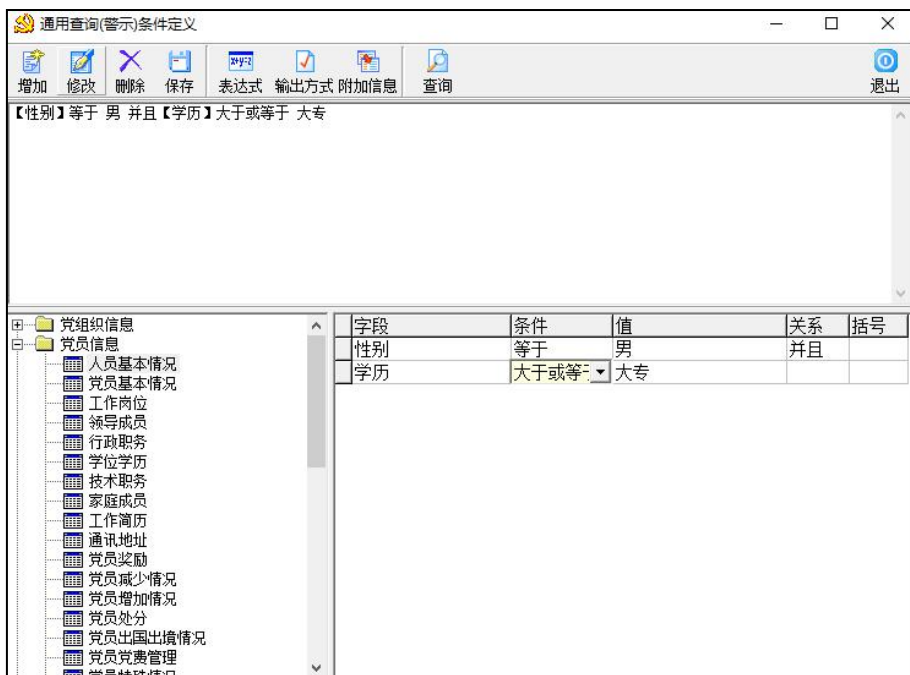 通用查询(警示)条件定义
增加 修改 删除 保存 表达式 输出方式 附加信息 查询 退出
【性别】等于 男 并且【学历】大于或等于 大专
党组织信息
党员信息
人员基本情况
党员基本情况
工作岗位
领导成员
行政职务
学位学历
技术职务
家庭成员
工作简历
通讯地址
党员奖励
党员减少情况
党员增加情况
党员处分
党员出国出境情况
党员党费管理
字段 条件 值 关系 括号
性别 等于 男 并且
学历 大于或等 大专